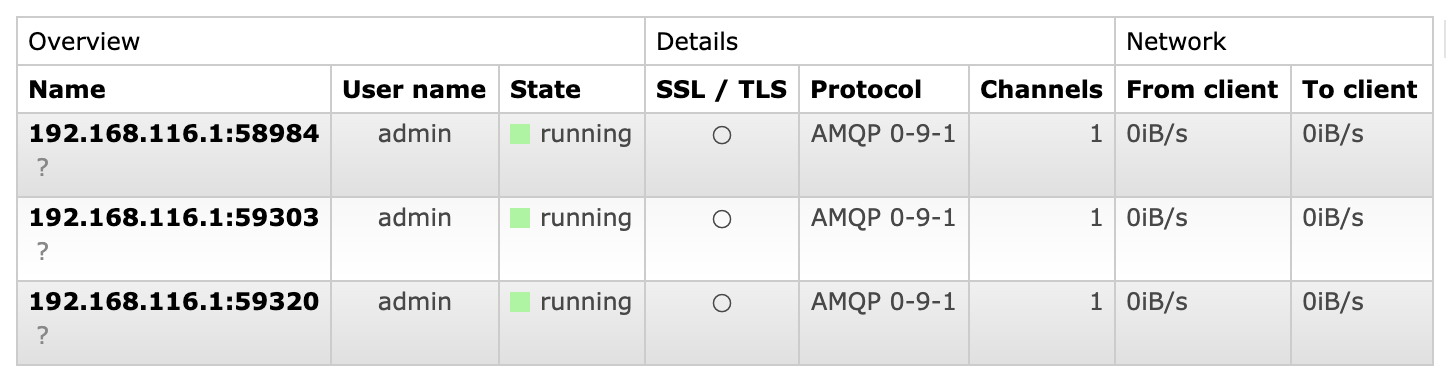 Overview Details Network
Name User name State SSL / TLS Protocol Channels From client To client
192.168.116.1:58984 admin running ○ AMQP 0-9-1 1 0iB/s 0iB/s
?
192.168.116.1:59303 admin running ○ AMQP 0-9-1 1 0iB/s 0iB/s
?
192.168.116.1:59320 admin running ○ AMQP 0-9-1 1 0iB/s 0iB/s
?